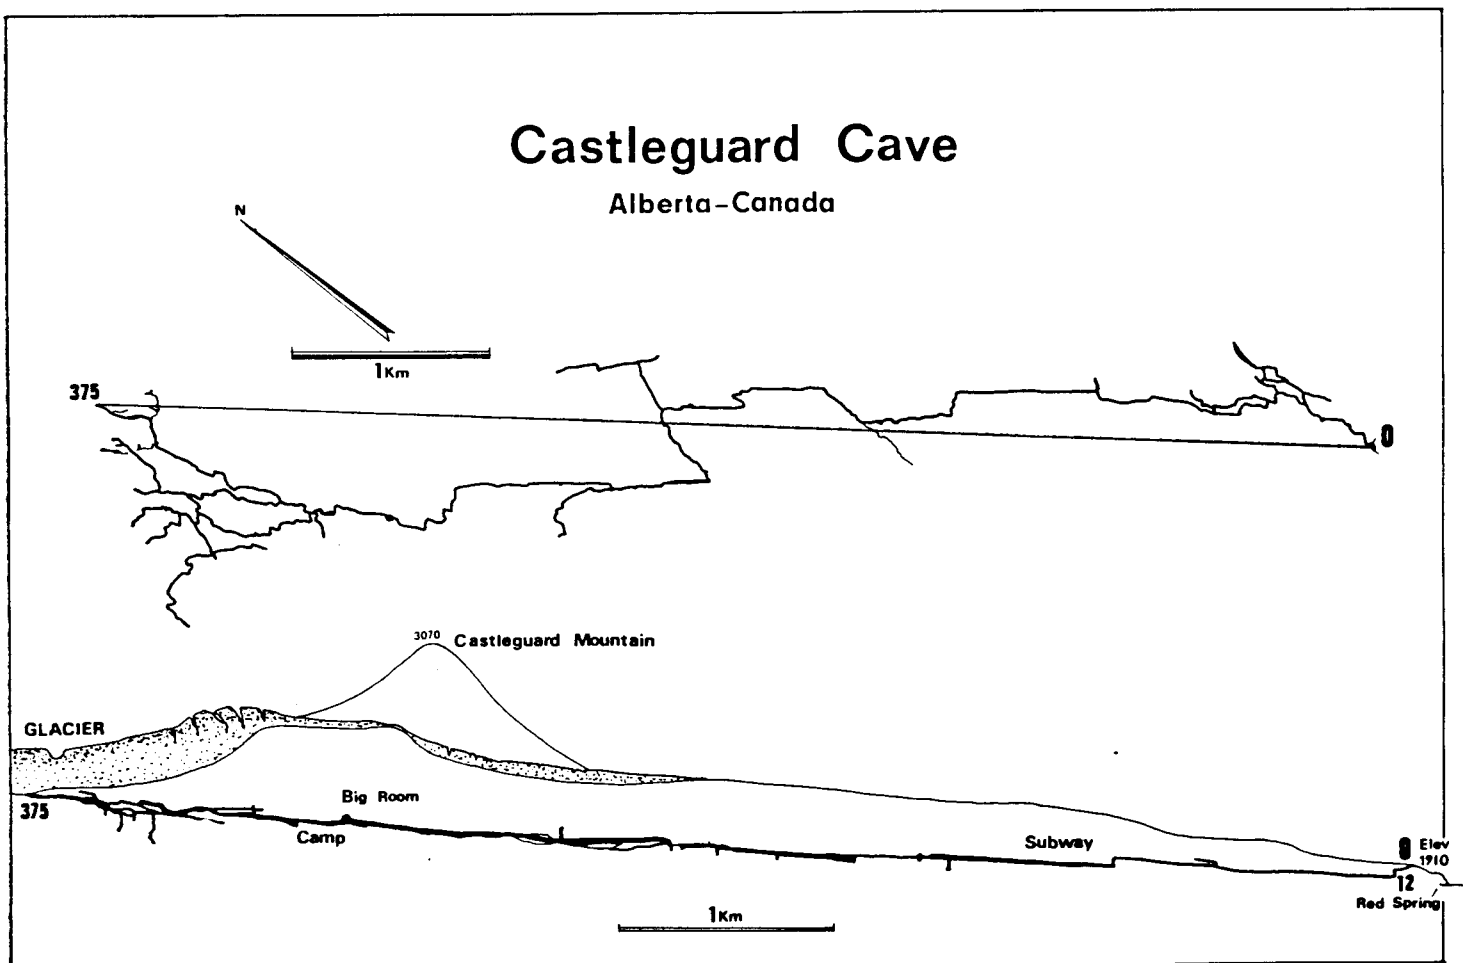 Castleguard Cave
Alberta-Canada
N
1Km
375
0
3070 Castleguard Mountain
GLACIER
375
Big Room
Camp
Subway
0 Elev
1910
12
Red Spring
1Km